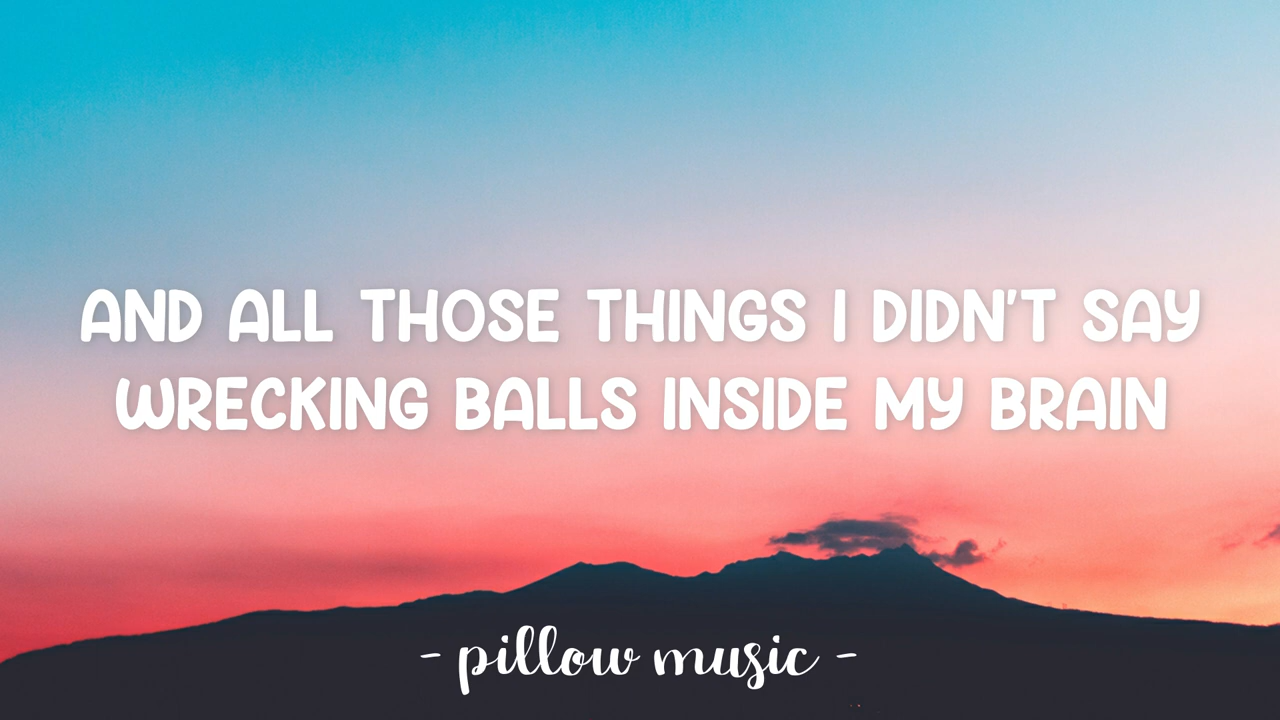 AND ALL THOSE THINGS I DIDN'T SAY
WRECKING BALLS INSIDE MY BRAIN
- pillow music -